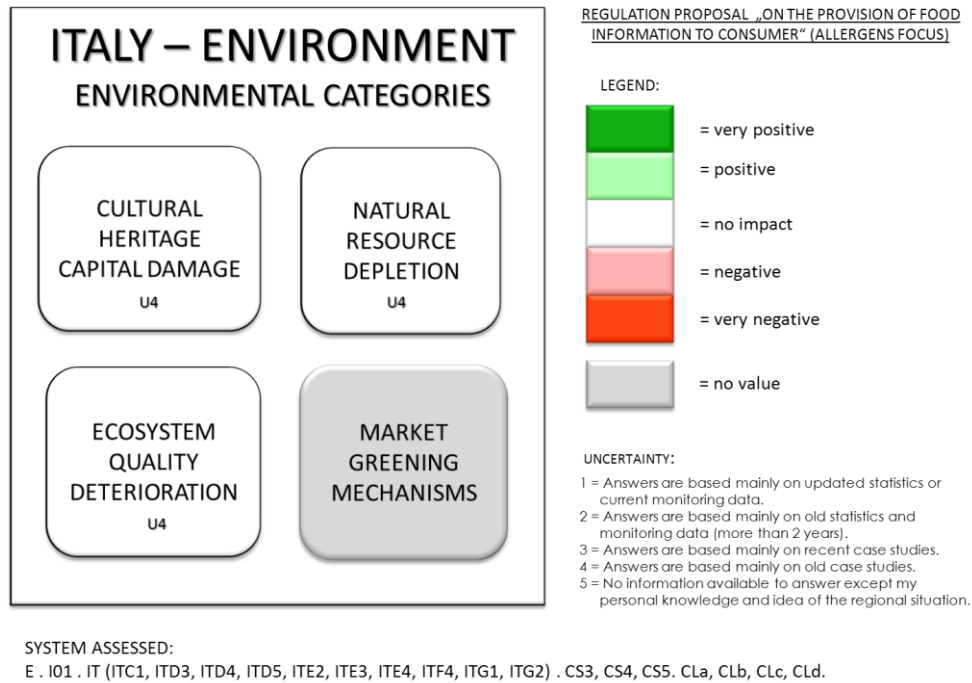 ITALY – ENVIRONMENT
ENVIRONMENTAL CATEGORIES
CULTURAL
HERITAGE
CAPITAL DAMAGE
U4
NATURAL
RESOURCE
DEPLETION
U4
ECOSYSTEM
QUALITY
DETERIORATION
U4
MARKET
GREENING
MECHANISMS
REGULATION PROPOSAL „ON THE PROVISION OF FOOD
INFORMATION TO CONSUMER“ (ALLERGENS FOCUS)
LEGEND:
= very positive
= positive
= no impact
= negative
= very negative
= no value
UNCERTAINTY:
1 = Answers are based mainly on updated statistics or
current monitoring data.
2 = Answers are based mainly on old statistics and
monitoring data (more than 2 years).
3 = Answers are based mainly on recent case studies.
4 = Answers are based mainly on old case studies.
5 = No information available to answer except my
personal knowledge and idea of the regional situation.
SYSTEM ASSESSED:
E . I01 . IT (ITC1, ITD3, ITD4, ITD5, ITE2, ITE3, ITE4, ITF4, ITG1, ITG2) . CS3, CS4, CS5. CLa, CLb, CLc, CLd.